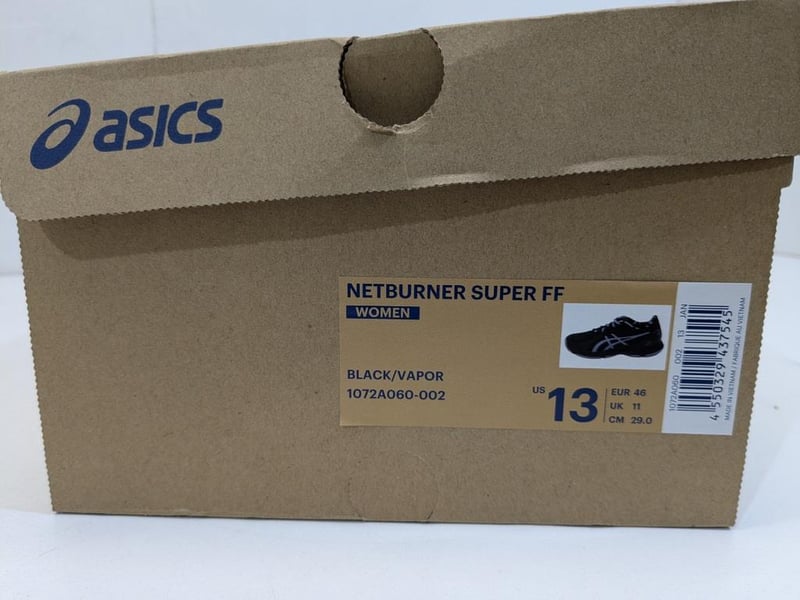 asics
NETBURNER SUPER FF
WOMEN
BLACK/VAPOR
1072A060-002
US 13
EUR 46
UK 11
CM 29.0
1072A060 002 13 JAN
4 550329 437545
MADE IN VIETNAM / FABRIQUE AU VIETNAM